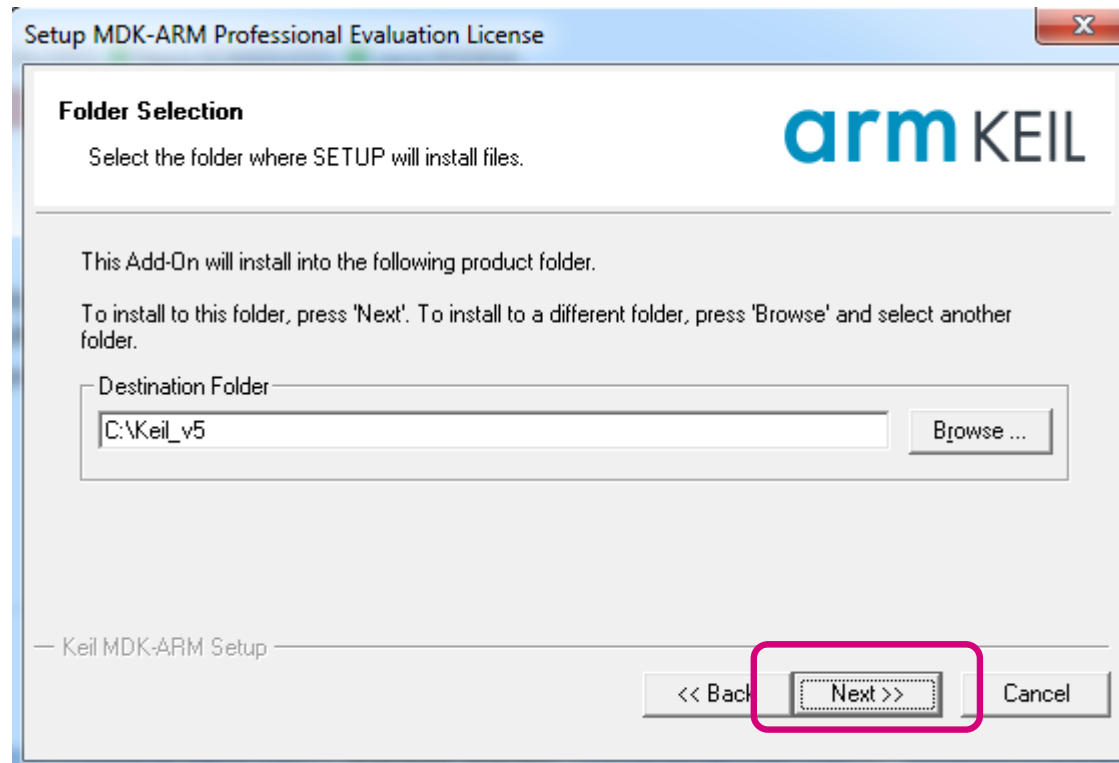 Setup MDK-ARM Professional Evaluation License
x
Folder Selection
Select the folder where SETUP will install files.
arm KEIL
This Add-On will install into the following product folder.
To install to this folder, press 'Next'. To install to a different folder, press 'Browse' and select another
folder.
Destination Folder
C:\Keil_v5
Browse ...
Keil MDK-ARM Setup
<< Back
Next >>
Cancel